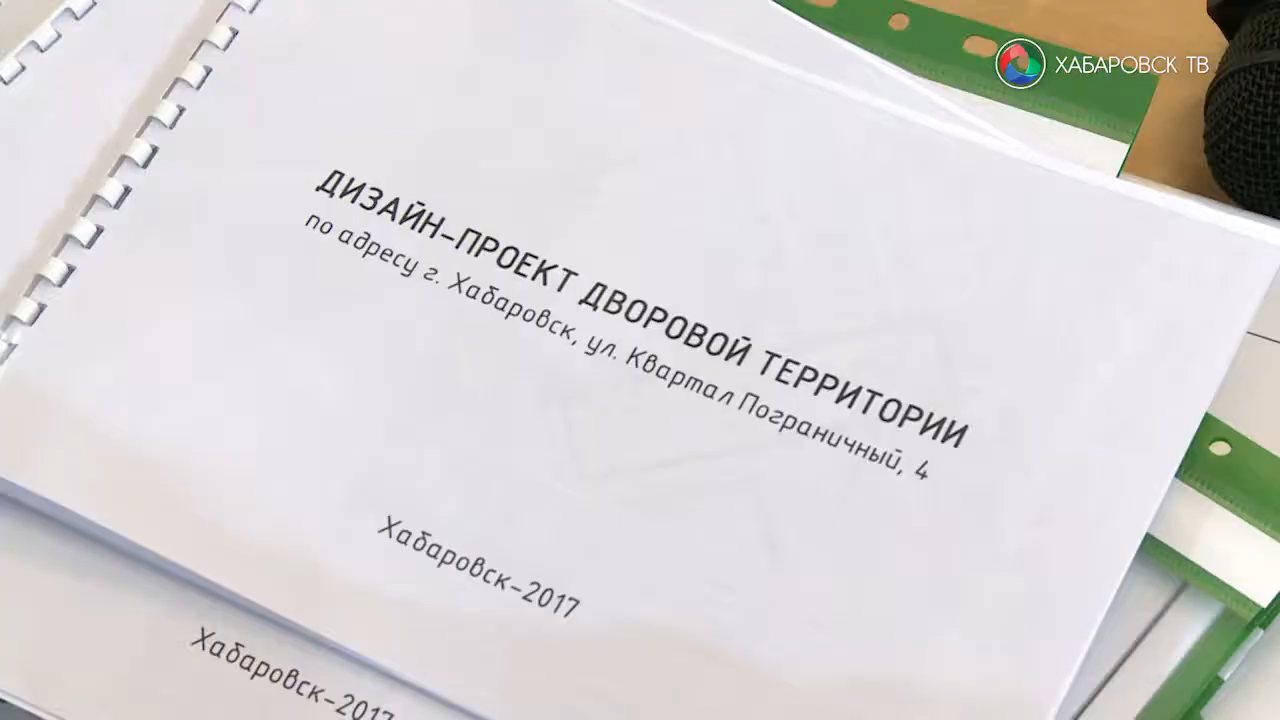 ХАБАРОВСК ТВ
ДИЗАЙН-ПРОЕКТ ДВОРОВОЙ ТЕРРИТОРИИ
по адресу г. Хабаровск, ул. Квартал Пограничный, 4
Хабаровск-2017
Хабаровск-2017